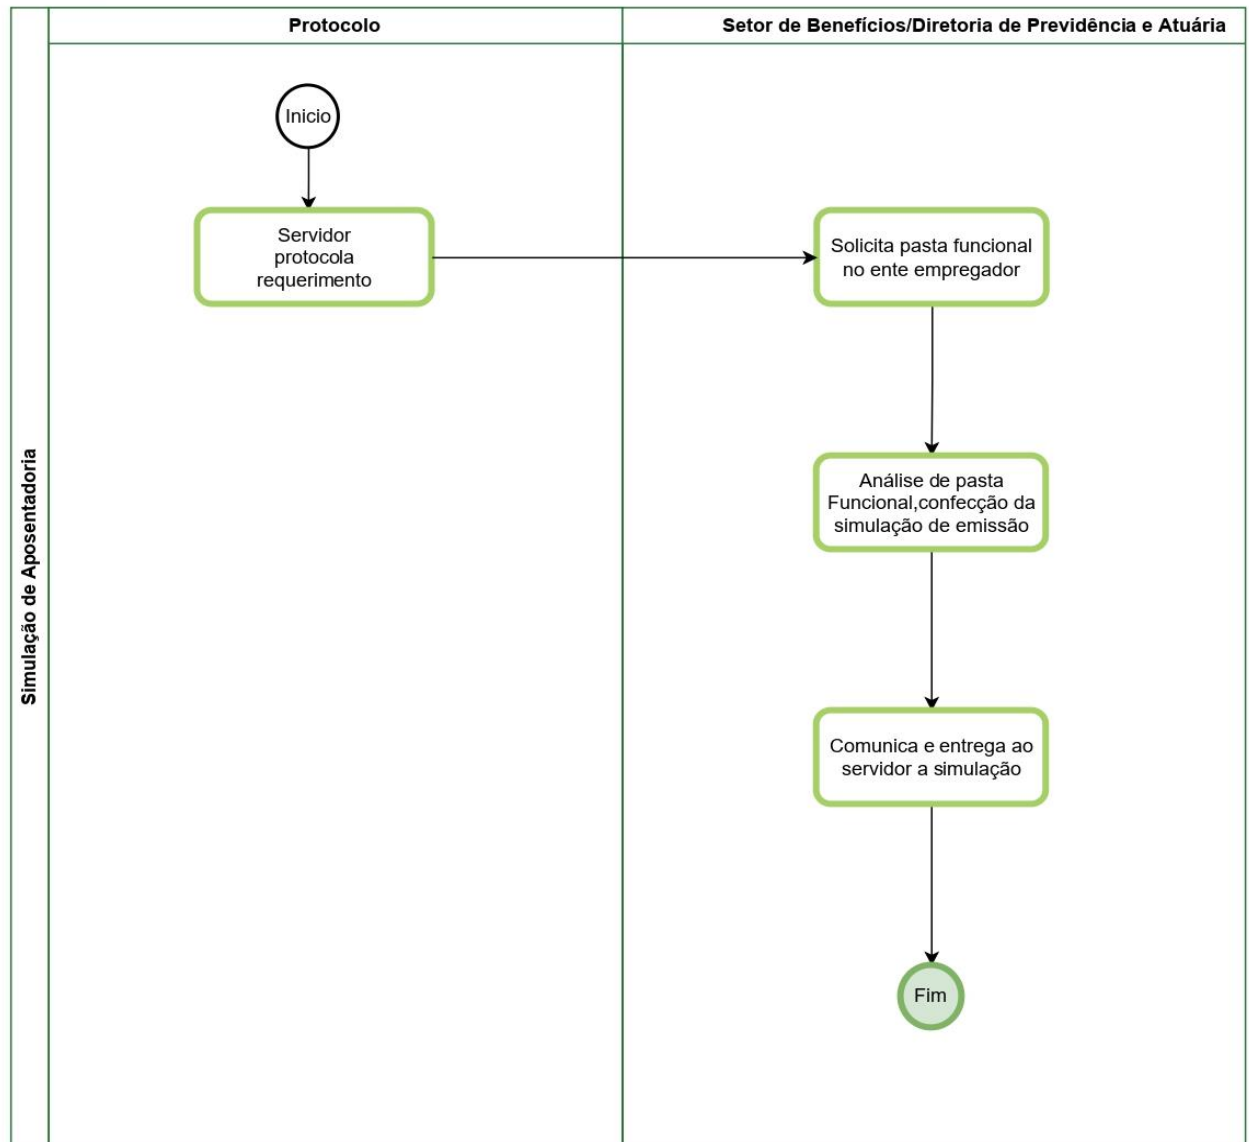 Protocolo
Setor de Benefícios/Diretoria de Previdência e Atuária
Simulação de Aposentadoria
Inicio
Servidor
protocola
requerimento
Solicita pasta funcional
no ente empregador
Análise de pasta
Funcional,confecção da
simulação de emissão
Comunica e entrega ao
servidor a simulação
Fim